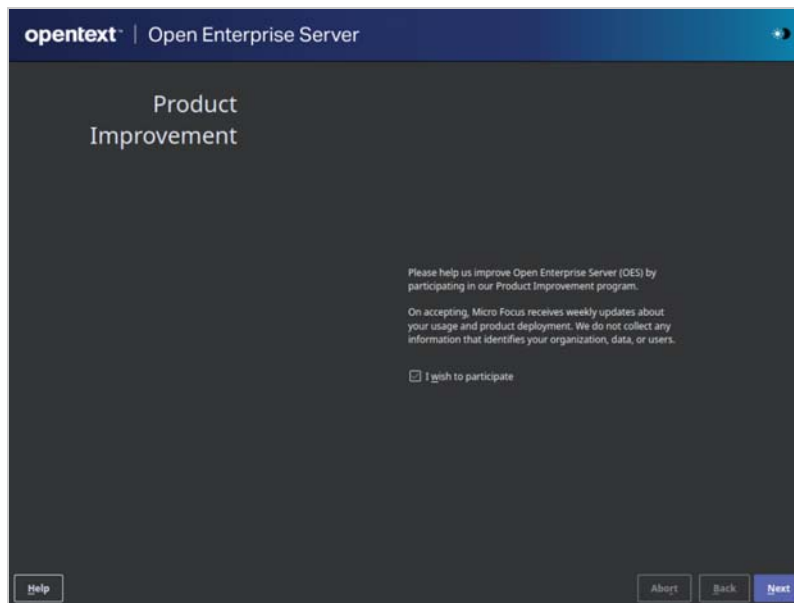 opentext™ | Open Enterprise Server
Product
Improvement
Please help us improve Open Enterprise Server (OES) by
participating in our Product Improvement program.
On accepting, Micro Focus receives weekly updates about
your usage and product deployment. We do not collect any
information that identifies your organization, data, or users.
I wish to participate
Help
Abort
Back
Next